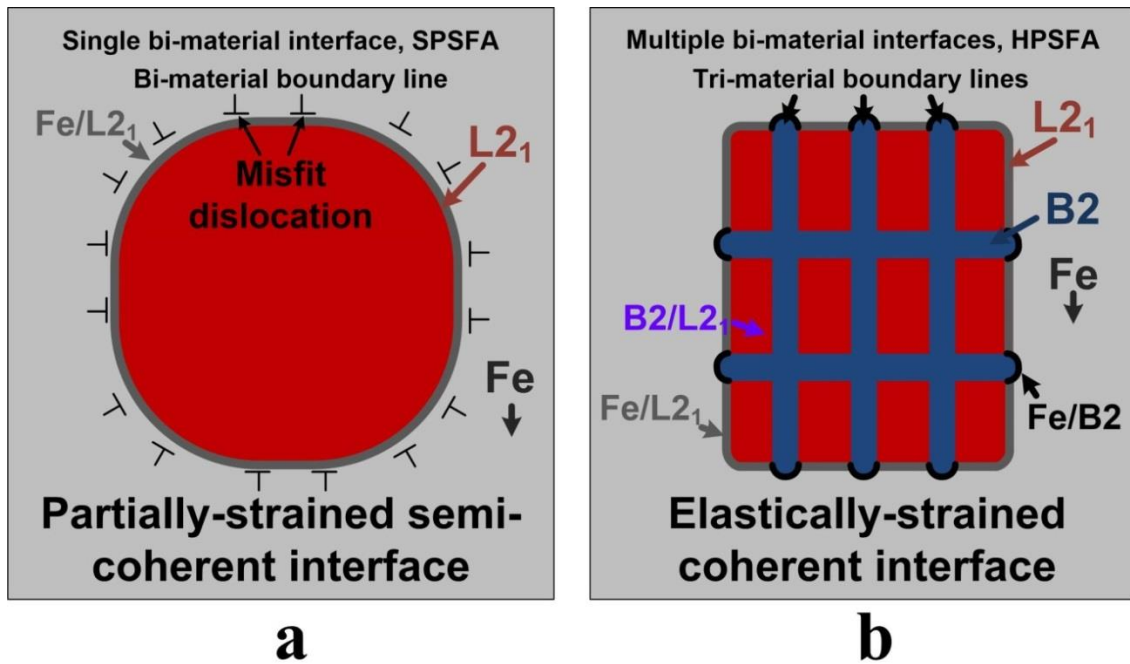 Single bi-material interface, SPSFA
Bi-material boundary line
Fe/L2₁
L2₁
Misfit
dislocation
Fe
Partially-strained semi-
coherent interface
a
Multiple bi-material interfaces, HPSFA
Tri-material boundary lines
L2₁
B2
Fe
B2/L2₁
Fe/L2₁
Fe/B2
Elastically-strained
coherent interface
b